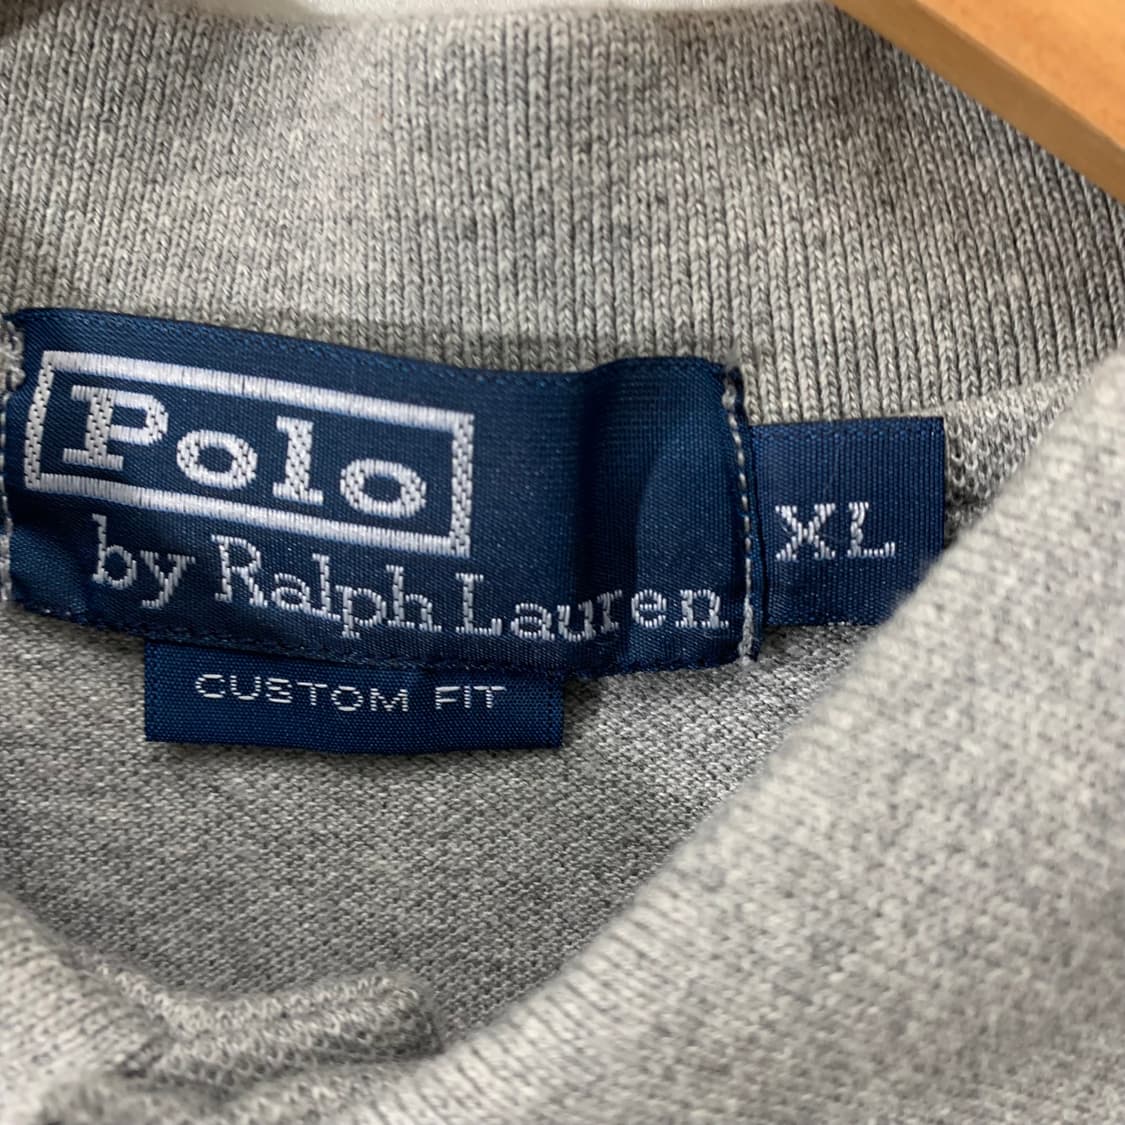 Polo
by Ralph Lauren
XL
CUSTOM FIT